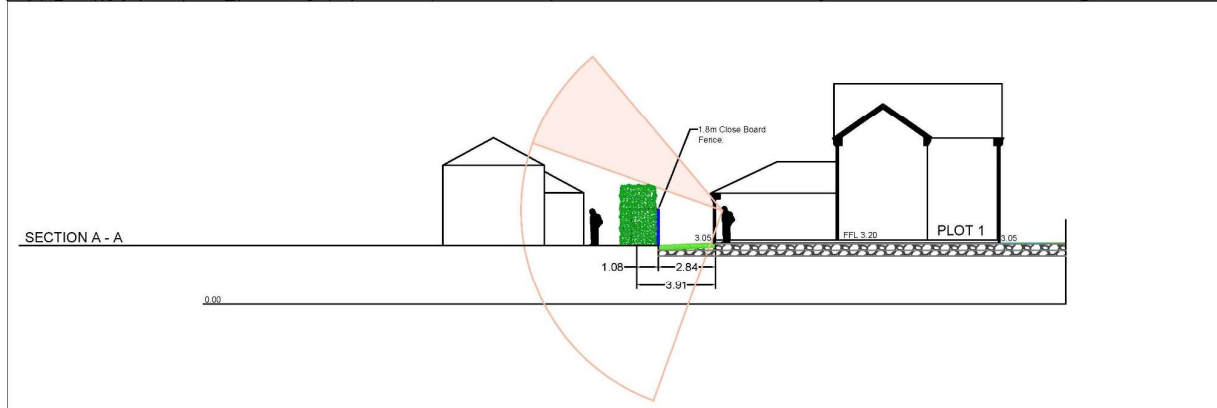 1.8m Close Board
Fence.
SECTION A - A
3.05
FFL 3.20
PLOT 1
3.05
1.08
2.84
3.91
0.00